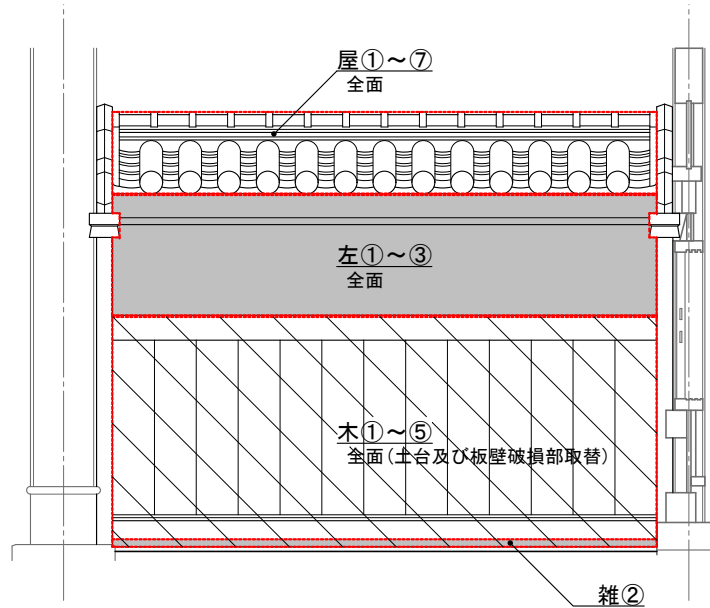 屋①～⑦
全面
左①～③
全面
木①～⑤
全面(土台及び板壁破損部取替)
雑②